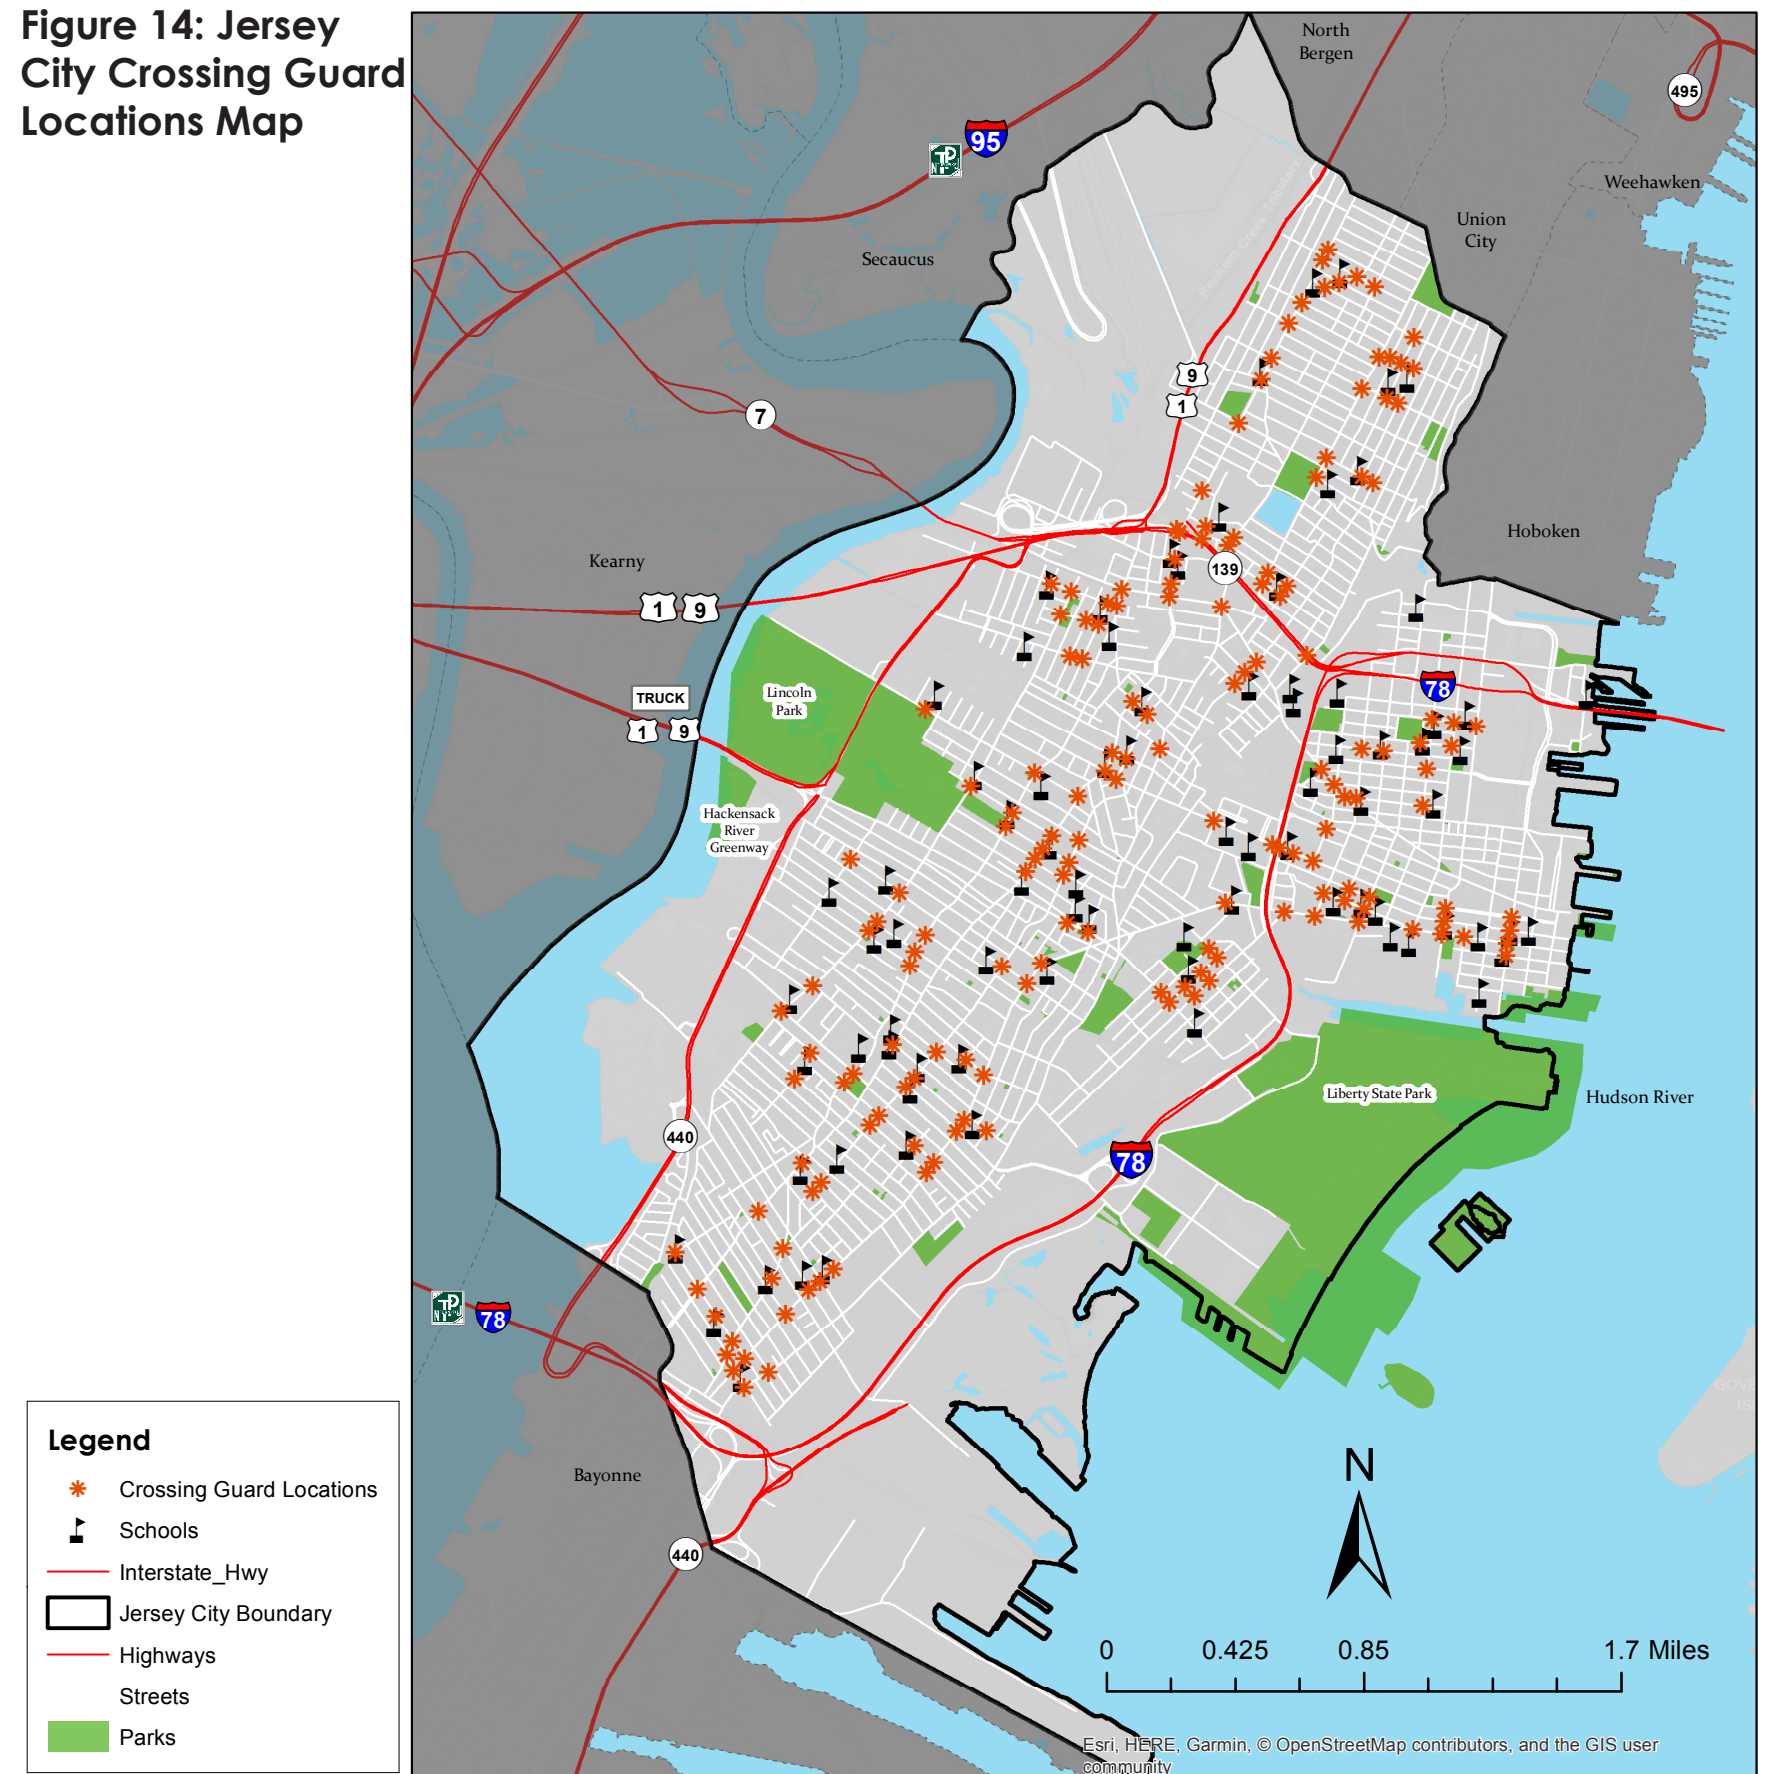 Figure 14: Jersey
City Crossing Guard
Locations Map
North
Bergen
495
95
Weehawken
Union
City
Secaucus
Penhorn Creek Tributary
9
1
7
Hoboken
Kearny
139
1 9
TRUCK
1 9
Lincoln
Park
78
Hackensack
River
Greenway
Liberty State Park
Hudson River
440
78
78
Bayonne
440
N
0 0.425 0.85 1.7 Miles
Esri, HERE, Garmin, © OpenStreetMap contributors, and the GIS user
community
Legend
Crossing Guard Locations
Schools
Interstate_Hwy
Jersey City Boundary
Highways
Streets
Parks